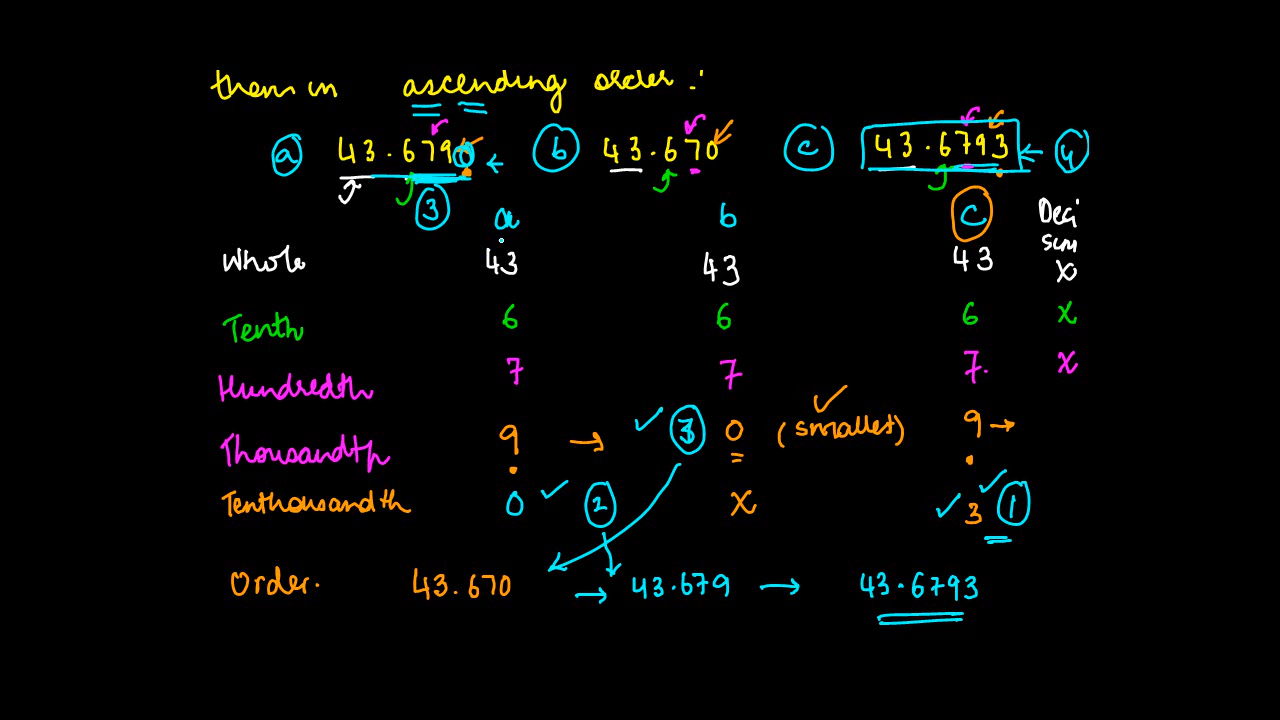 them in ascending order :
a 43.6790 b 43.670 c 43.6793 4
3 a b c Deci
sum
Whole 43 43 43 x
Tenth 6 6 6 x
Hundredth 7 7 7. x
Thousandth 9 → 3 0 (smallest) 9 →
Tenthousandth 0 2 x 3 1
Order. 43.670 → 43.679 → 43.6793